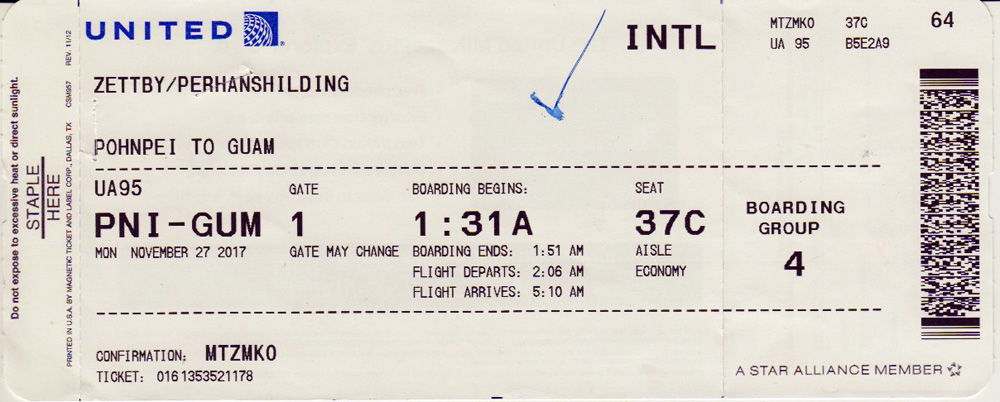 Do not expose to excessive heat or direct sunlight.
STAPLE
HERE
PRINTED IN U.S.A. BY MAGNETIC TICKET AND LABEL CORP., DALLAS, TX CSM957 REV. 11/12
UNITED
INTL
MTZMKO 37C
UA 95 B5E2A9
64
ZETTBY/PERHANSHILDING
POHNPEI TO GUAM
UA95 GATE BOARDING BEGINS: SEAT
PNI-GUM 1 1:31A 37C
BOARDING
GROUP
4
MON NOVEMBER 27 2017 GATE MAY CHANGE BOARDING ENDS: 1:51 AM AISLE
FLIGHT DEPARTS: 2:06 AM ECONOMY
FLIGHT ARRIVES: 5:10 AM
CONFIRMATION: MTZMKO
TICKET: 0161353521178
A STAR ALLIANCE MEMBER